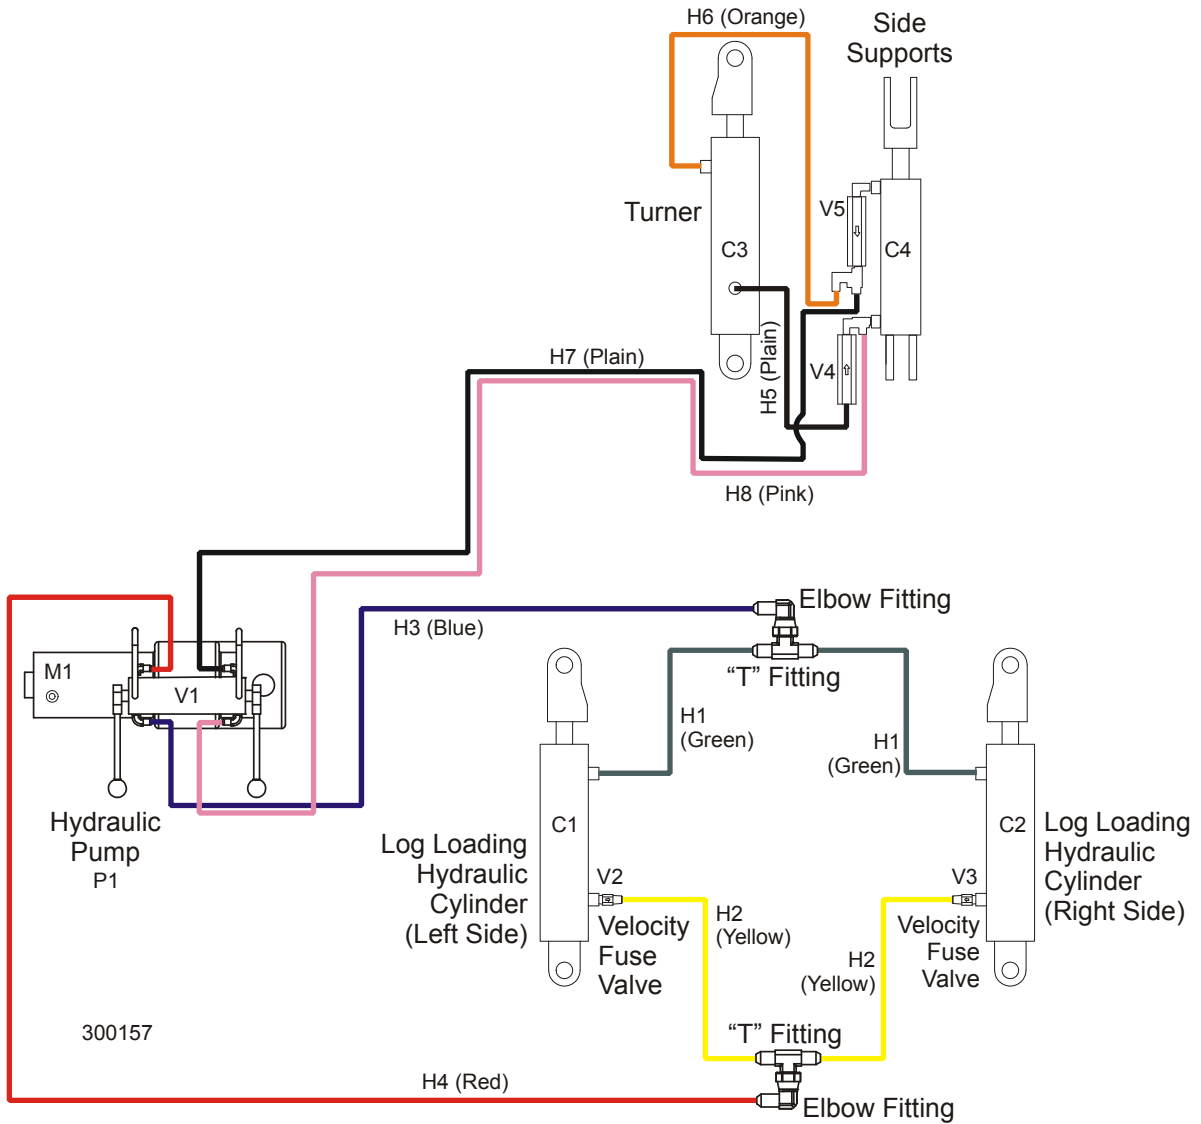 H6 (Orange)
Side
Supports
Turner
V5
C3
C4
H7 (Plain)
H5 (Plain)
V4
H8 (Pink)
Elbow Fitting
H3 (Blue)
"T" Fitting
M1
V1
H1
(Green)
H1
(Green)
Hydraulic
Pump
P1
C1
C2
Log Loading
Hydraulic
Cylinder
(Left Side)
Log Loading
Hydraulic
Cylinder
(Right Side)
V2
Velocity
Fuse
Valve
H2
(Yellow)
V3
Velocity
Fuse
Valve
H2
(Yellow)
300157
"T" Fitting
H4 (Red)
Elbow Fitting